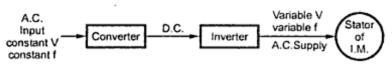 A.C.
Input
constant V
constant f
Converter
D.C.
Inverter
Variable V
variable f
A.C.Supply
Stator
of
I.M.